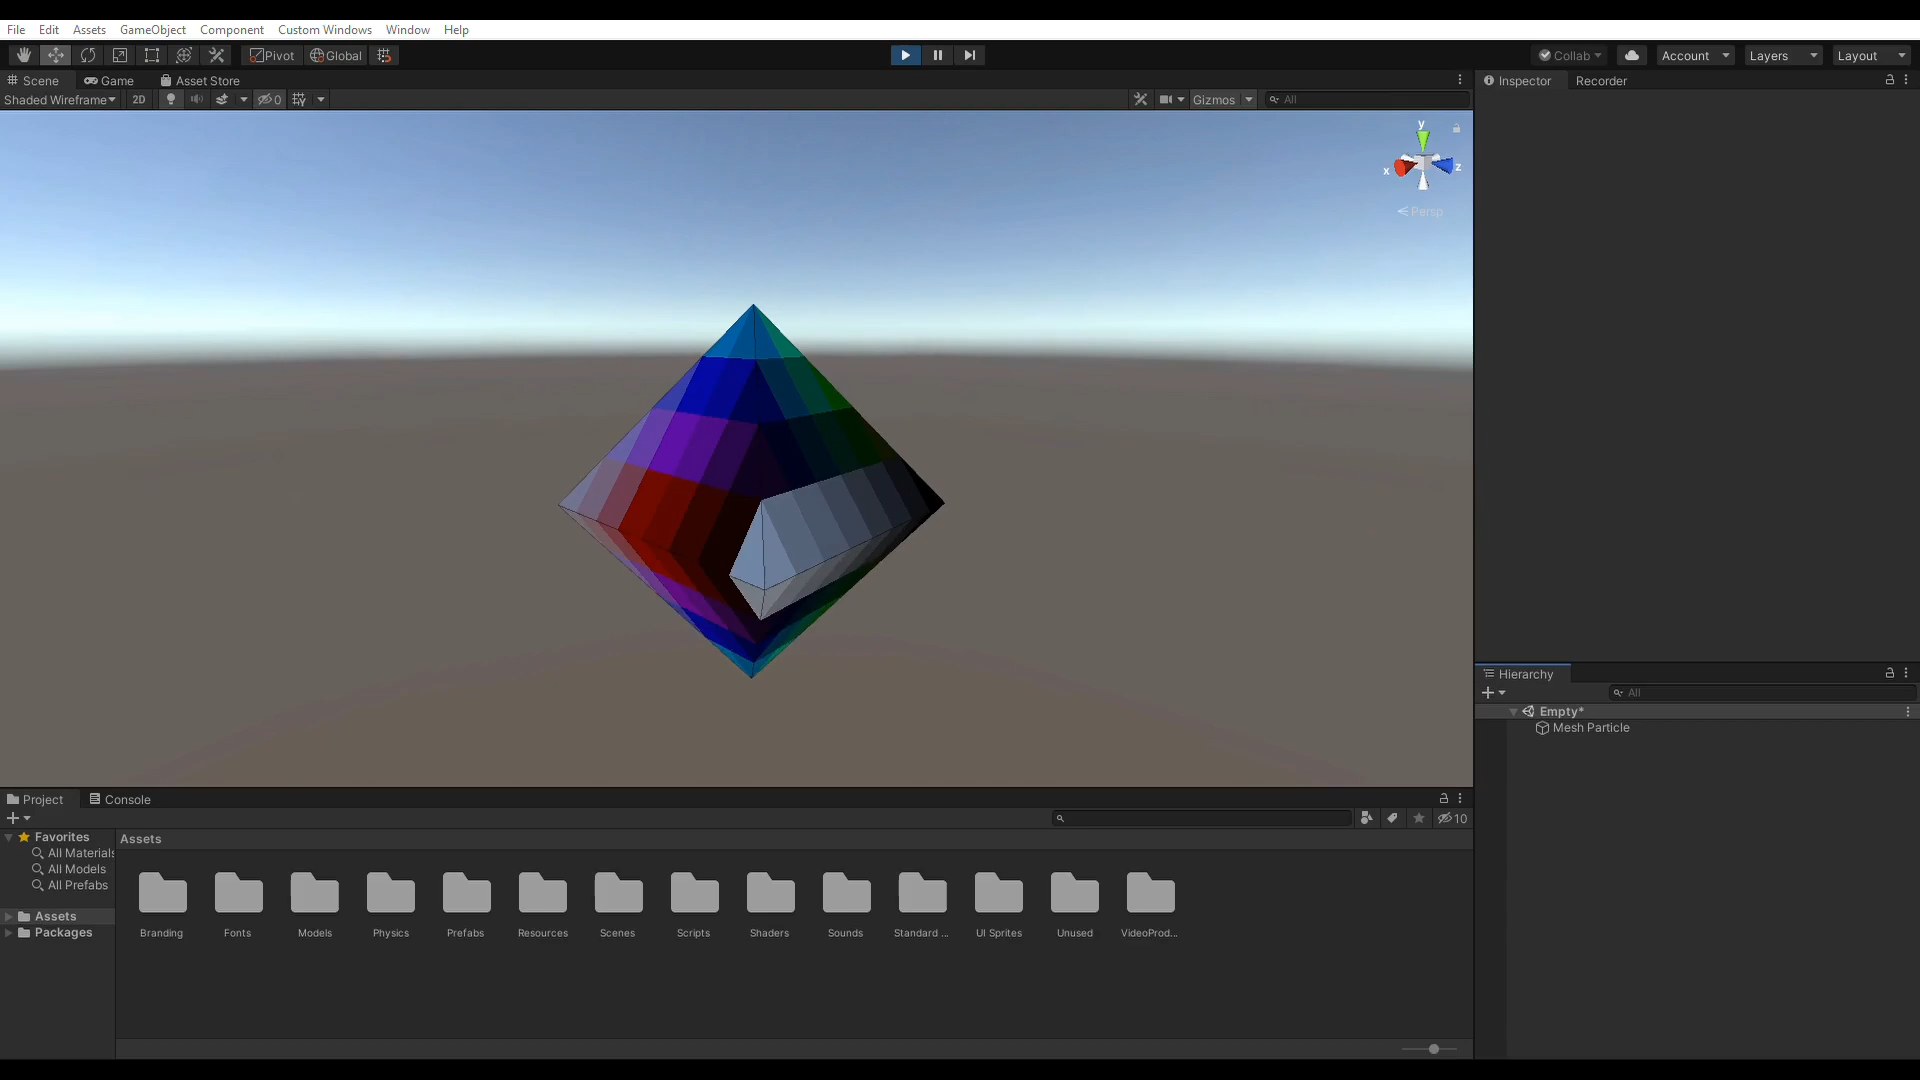 File Edit Assets GameObject Component Custom Windows Window Help
Pivot Global Collab Account Layers Layout
Scene Game Asset Store
Shaded Wireframe 2D 0 Gizmos All
Inspector Recorder
y
x z
Persp
Hierarchy
All
Empty*
Mesh Particle
Project Console
10
Favorites
All Materials
All Models
All Prefabs
Assets
Packages
Assets
Branding Fonts Models Physics Prefabs Resources Scenes Scripts Shaders Sounds Standard ... UI Sprites Unused VideoProd...